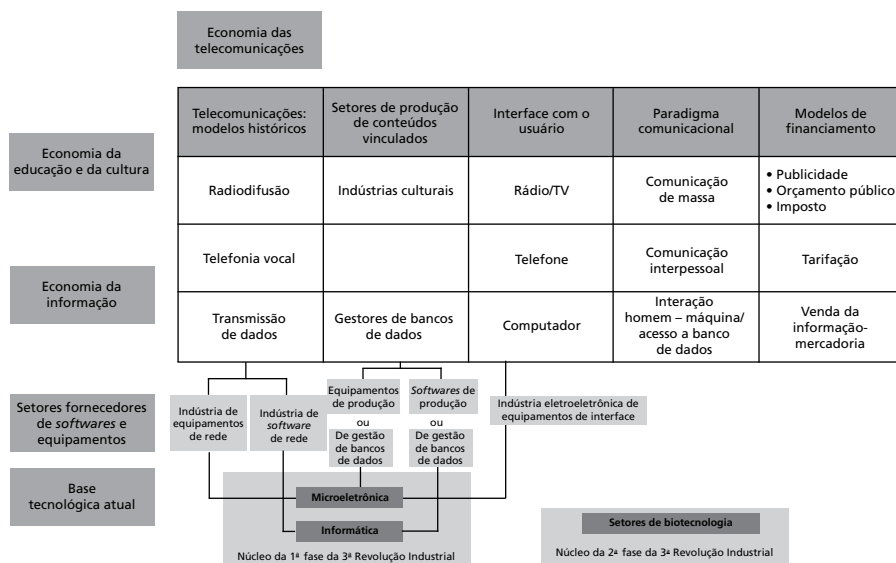 Economia das
telecomunicações
Telecomunicações:
modelos históricos
Setores de produção
de conteúdos
vinculados
Interface com o
usuário
Paradigma
comunicacional
Modelos de
financiamento
Economia da
educação e da cultura
Radiodifusão
Indústrias culturais
Rádio/TV
Comunicação
de massa
• Publicidade
• Orçamento público
• Imposto
Telefonia vocal
Telefone
Comunicação
interpessoal
Tarifação
Economia da
informação
Transmissão
de dados
Gestores de bancos
de dados
Computador
Interação
homem – máquina/
acesso a banco
de dados
Venda da
informação-
mercadoria
Setores fornecedores
de softwares e
equipamentos
Indústria de
equipamentos
de rede
Indústria de
software
de rede
Equipamentos
de produção
ou
De gestão
de bancos
de dados
Softwares de
produção
ou
De gestão
de bancos
de dados
Indústria eletroeletrônica de
equipamentos de interface
Base
tecnológica atual
Microeletrônica
Informática
Núcleo da 1ª fase da 3ª Revolução Industrial
Setores de biotecnologia
Núcleo da 2ª fase da 3ª Revolução Industrial